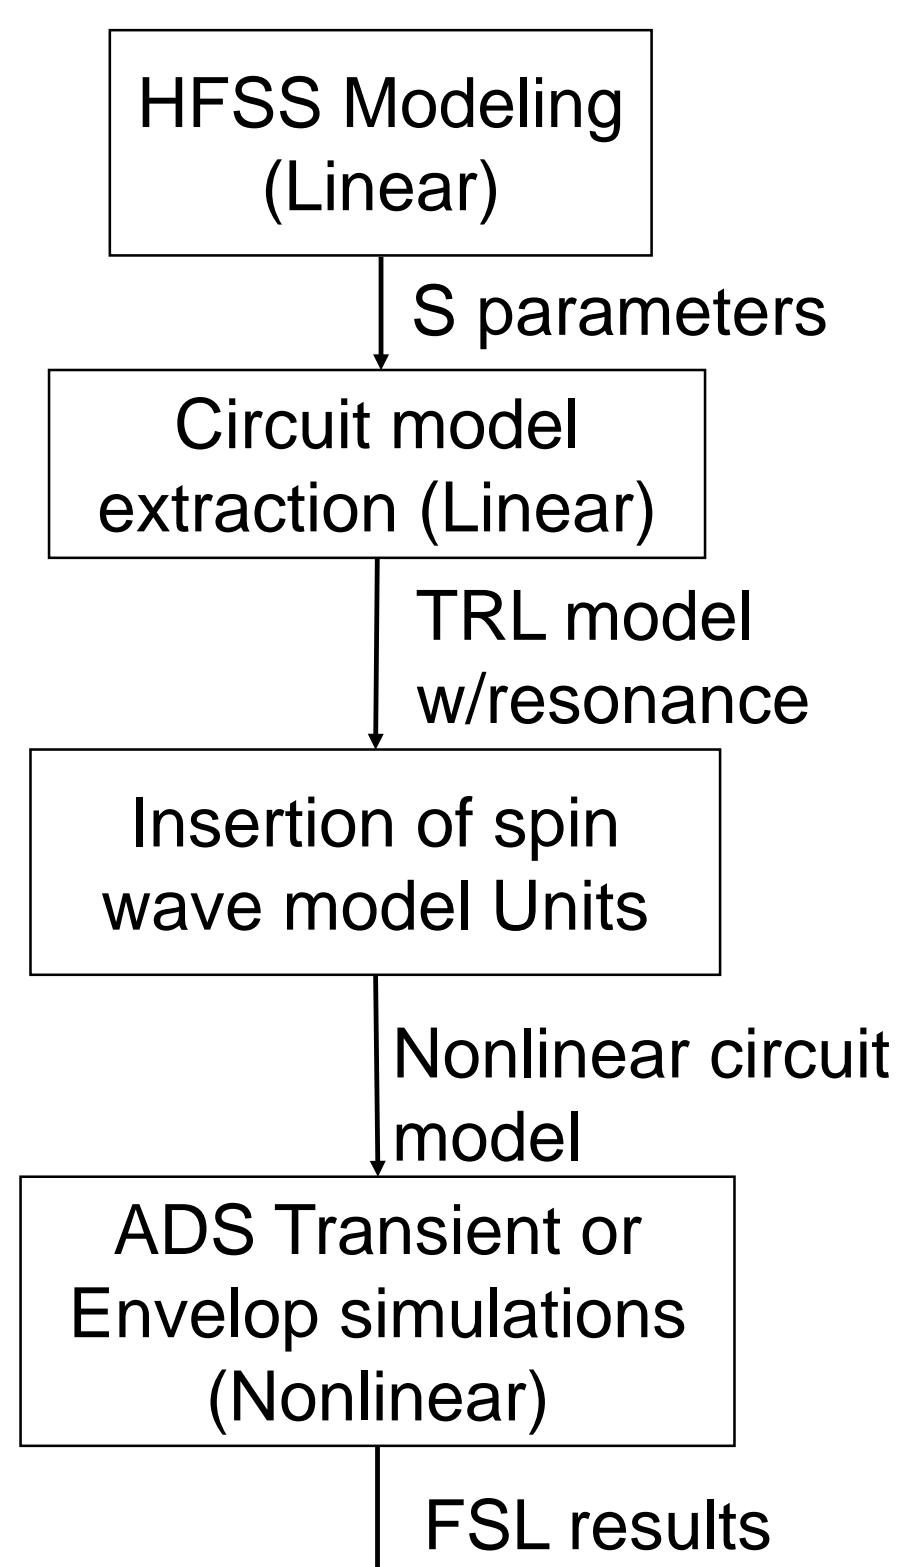 HFSS Modeling
(Linear)
S parameters
Circuit model
extraction (Linear)
TRL model
w/resonance
Insertion of spin
wave model Units
Nonlinear circuit
model
ADS Transient or
Envelop simulations
(Nonlinear)
FSL results